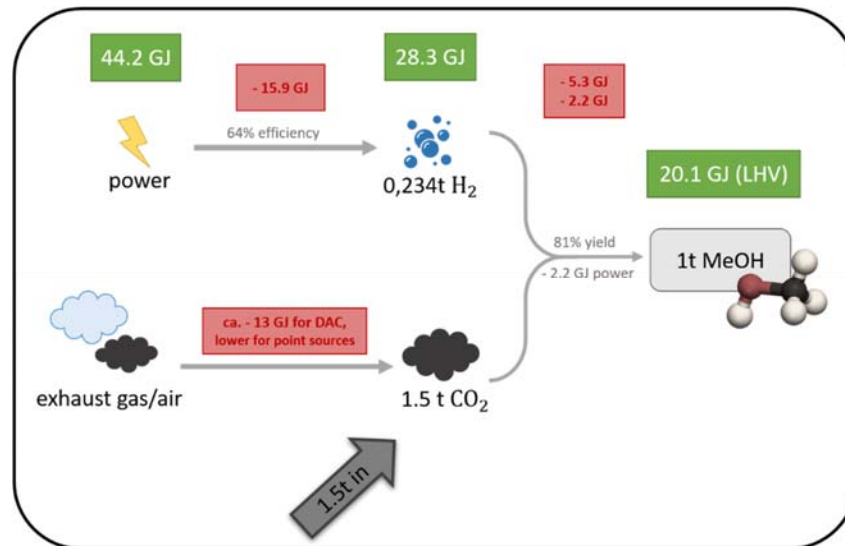 44.2 GJ
- 15.9 GJ
28.3 GJ
- 5.3 GJ
- 2.2 GJ
64% efficiency
power
0,234t H₂
20.1 GJ (LHV)
81% yield
- 2.2 GJ power
1t MeOH
ca. - 13 GJ for DAC,
lower for point sources
exhaust gas/air
1.5 t CO₂
1.5t in